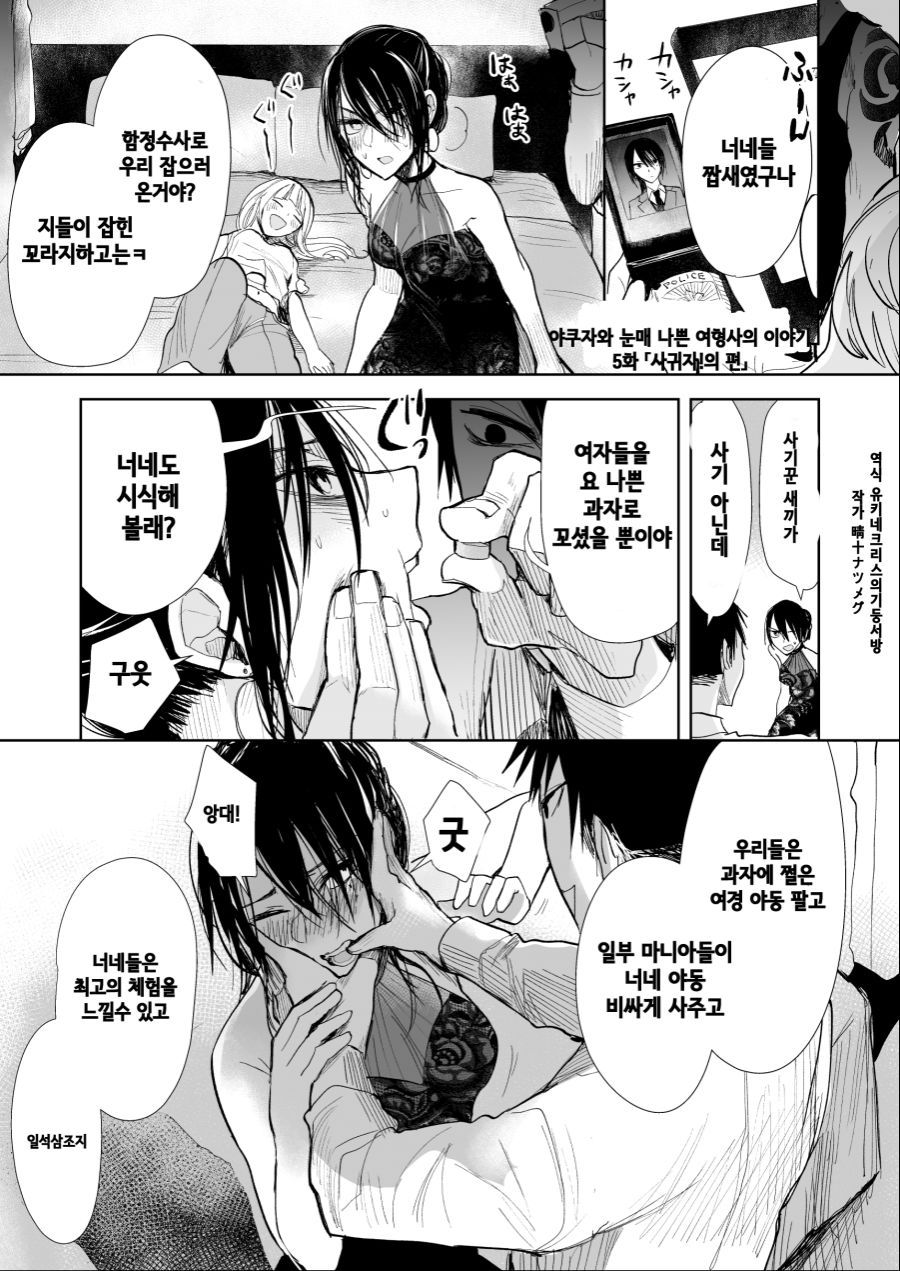 ふーん
너네들
짭새였구나
カシャ
カシャ
POLICE
はぁ
はぁ
ぐ
ぐ
함정수사로
우리 잡으러
온거야?
지들이 잡힌
꼬라지하고는ㅋ
야쿠자와 눈매 나쁜 여형사의 이야기
5화 「사귀자!의 편」
역식 유키네크리스의기둥서방
작가 晴十ナツメグ
사기꾼 새끼가
사기 아닌데
여자들을
요 나쁜
과자로
꼬셨을 뿐이야
ぐいっ
너네도
시식해
볼래?
구웃
우리들은
과자에 쩔은
여경 야동 팔고
일부 마니아들이
너네 야동
비싸게 사주고
굿
앙대!
너네들은
최고의 체험을
느낄수 있고
일석삼조지